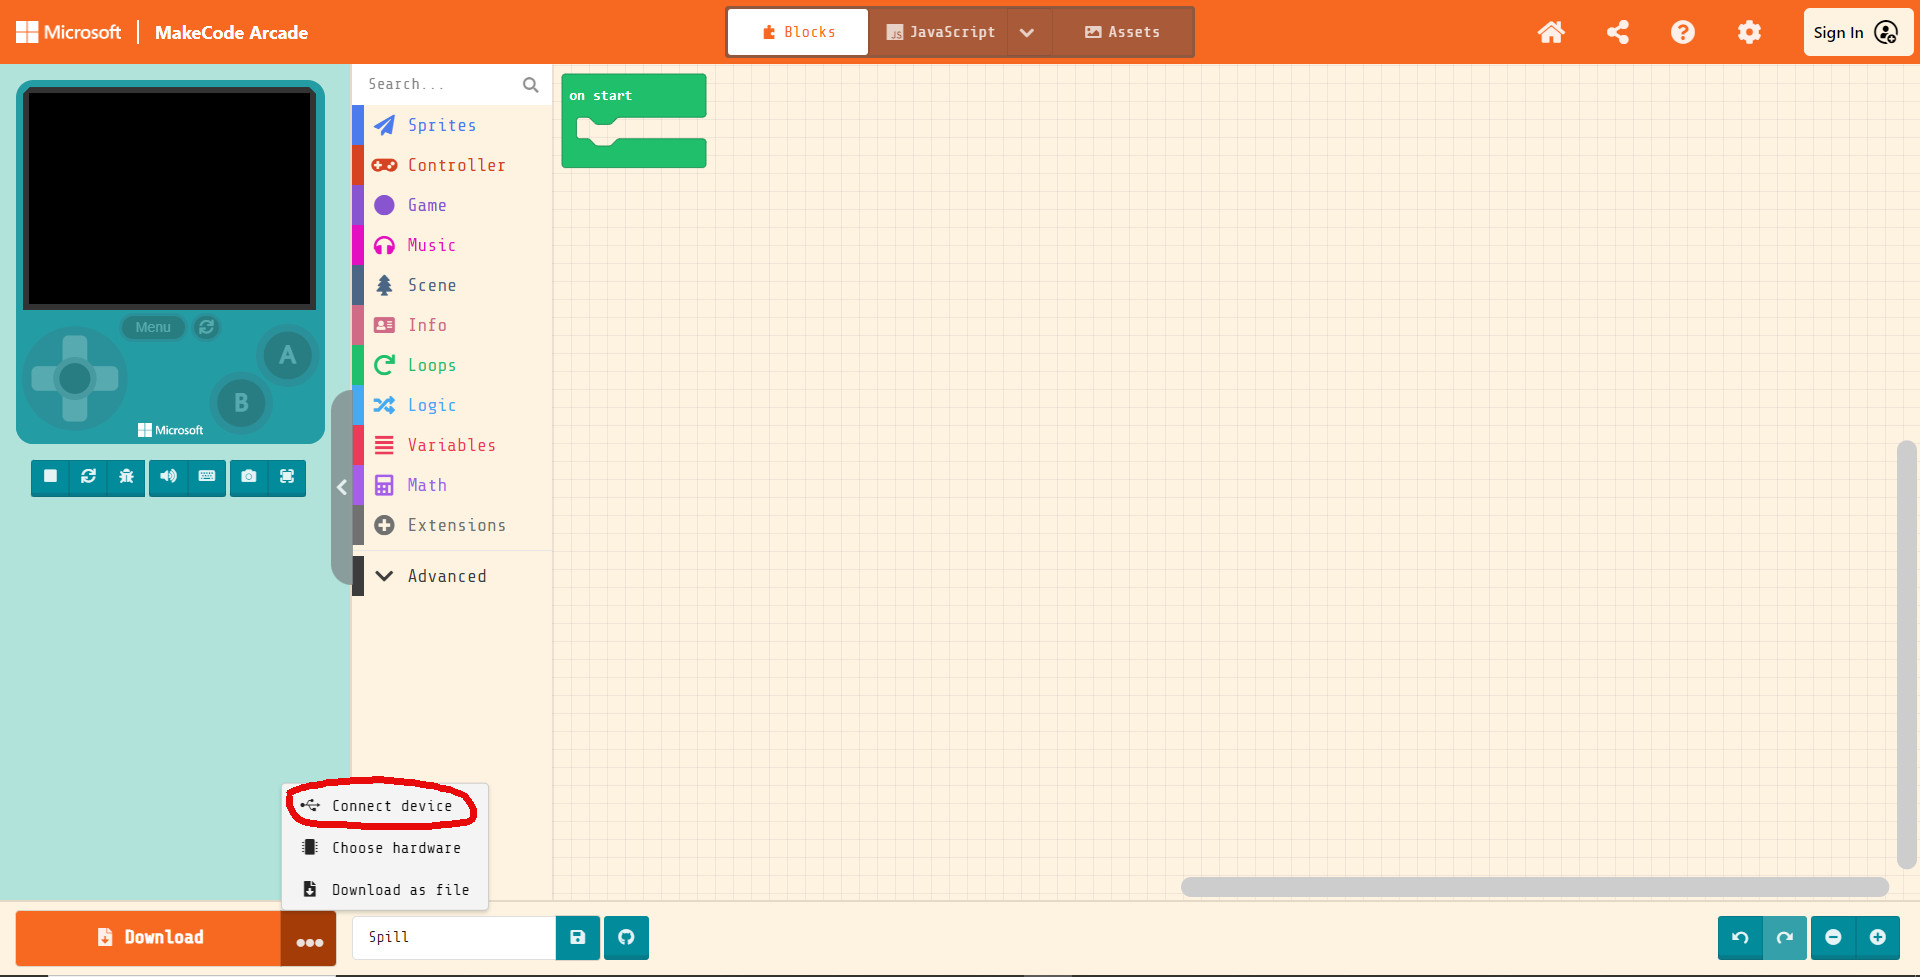 Microsoft MakeCode Arcade
Blocks
JavaScript
Assets
Sign In
Search...
Sprites
Controller
Game
Music
Scene
Info
Loops
Logic
Variables
Math
Extensions
Advanced
on start
Menu
A
B
Microsoft
Connect device
Choose hardware
Download as file
Download
Spill